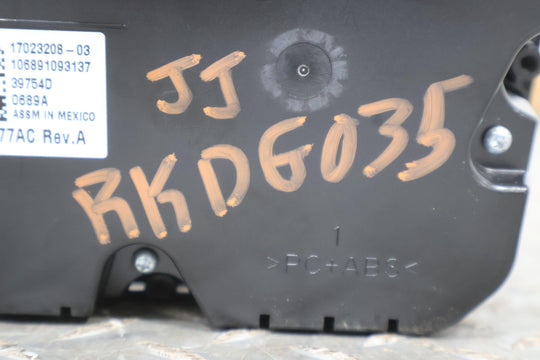 17023208-03
106891093137
39754D
0689A
ASSM IN MEXICO
77AC Rev.A
JJ
RKDG035
1
>PC+ABS<